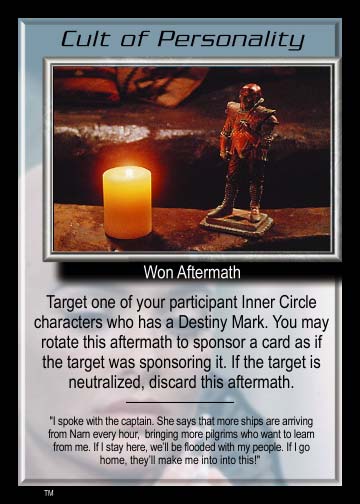 Cult of Personality
Won Aftermath
Target one of your participant Inner Circle
characters who has a Destiny Mark. You may
rotate this aftermath to sponsor a card as if
the target was sponsoring it. If the target is
neutralized, discard this aftermath.
"I spoke with the captain. She says that more ships are arriving
from Narn every hour, bringing more pilgrims who want to learn
from me. If I stay here, we'll be flooded with my people. If I go
home, they'll make me into into this!"
TM